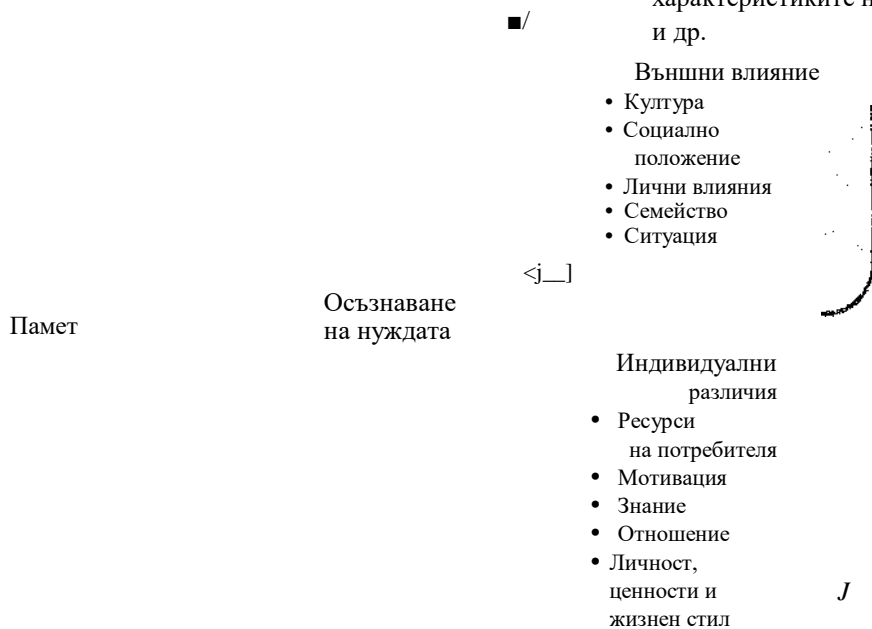 характеристиките н
и др.
■/
Външни влияние
• Култура
• Социално
положение
• Лични влияния
• Семейство
• Ситуация
<j__]
Осъзнаване
на нуждата
Памет
Индивидуални
различия
• Ресурси
на потребителя
• Мотивация
• Знание
• Отношение
• Личност,
ценности и
жизнен стил
J